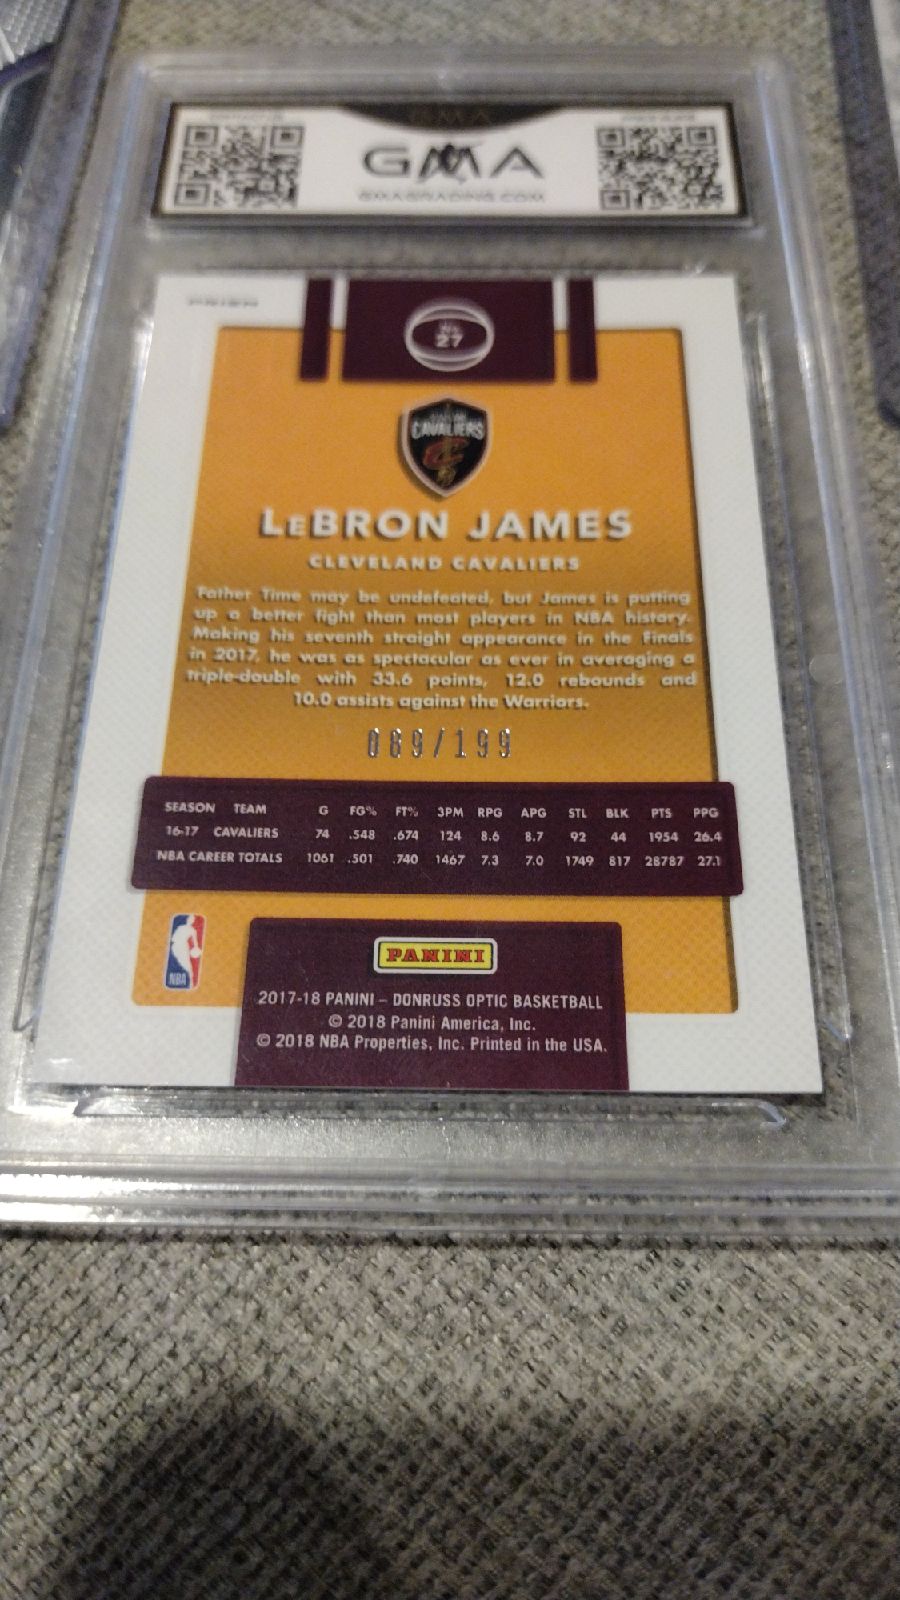 GMA
GMA
GMAGRADING.COM
PRIZM
No.
27
CAVALIERS
LeBRON JAMES
CLEVELAND CAVALIERS
Father Time may be undefeated, but James is putting
up a better fight than most players in NBA history.
Making his seventh straight appearance in the Finals
in 2017, he was as spectacular as ever in averaging a
triple-double with 33.6 points, 12.0 rebounds and
10.0 assists against the Warriors.
089/199
SEASON TEAM G FG% FT% 3PM RPG APG STL BLK PTS PPG
16-17 CAVALIERS 74 .548 .674 124 8.6 8.7 92 44 1954 26.4
NBA CAREER TOTALS 1061 .501 .740 1467 7.3 7.0 1749 817 28787 27.1
NBA
PANINI
2017-18 PANINI – DONRUSS OPTIC BASKETBALL
© 2018 Panini America, Inc.
© 2018 NBA Properties, Inc. Printed in the USA.